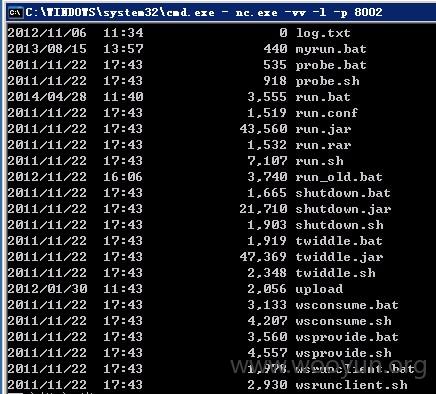 C:\WINDOWS\system32\cmd.exe - nc.exe -vv -l -p 8002
2012/11/06  11:34                 0 log.txt
2013/08/15  13:57               440 myrun.bat
2011/11/22  17:43               535 probe.bat
2011/11/22  17:43               918 probe.sh
2014/04/28  11:40             3,555 run.bat
2011/11/22  17:43             1,519 run.conf
2011/11/22  17:43            43,560 run.jar
2011/11/22  17:43             1,532 run.rar
2011/11/22  17:43             7,107 run.sh
2011/12/22  16:06             3,740 run_old.bat
2011/11/22  17:43             1,665 shutdown.bat
2011/11/22  17:43            21,710 shutdown.jar
2011/11/22  17:43             1,903 shutdown.sh
2011/11/22  17:43             1,919 twiddle.bat
2011/11/22  17:43            47,369 twiddle.jar
2011/11/22  17:43             2,348 twiddle.sh
2012/01/30  11:43             2,056 upload
2011/11/22  17:43             3,133 wsconsume.bat
2011/11/22  17:43             4,207 wsconsume.sh
2011/11/22  17:43             3,560 wsprovide.bat
2011/11/22  17:43             4,557 wsprovide.sh
2011/11/22  17:43             1,978 wsrunclient.bat
2011/11/22  17:43             2,930 wsrunclient.sh
www.wooyun.org